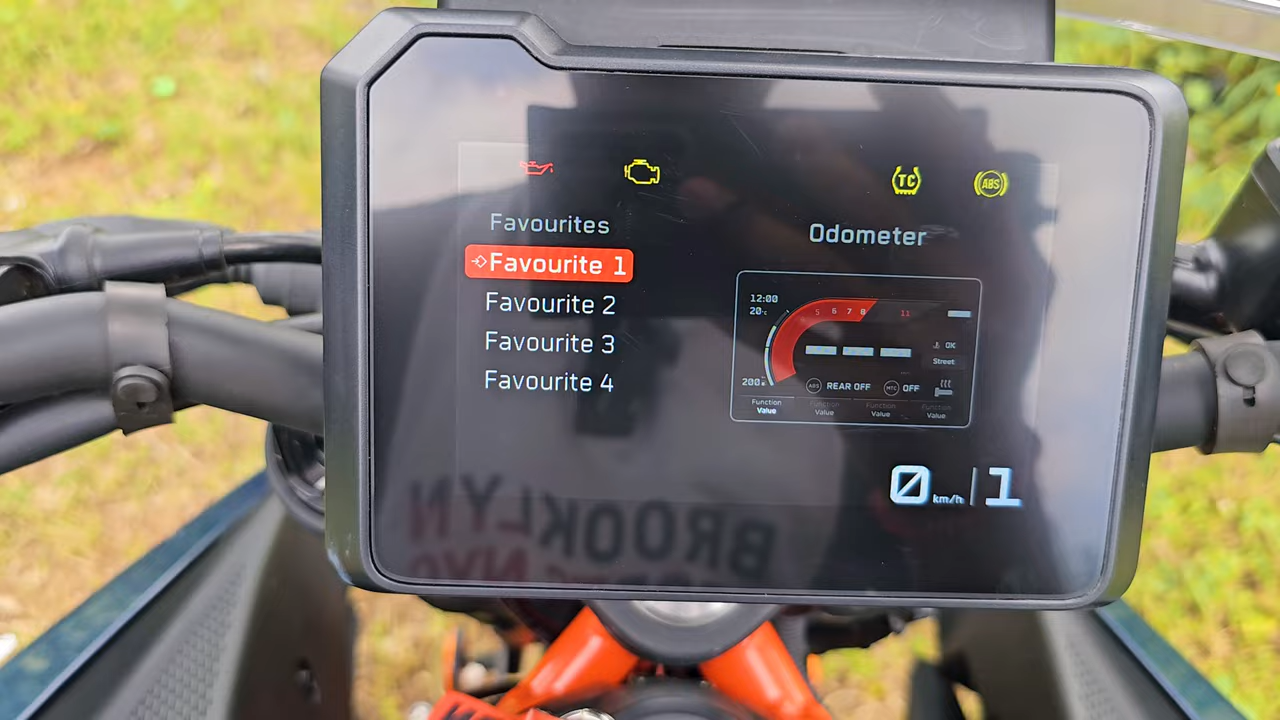 TC
ABS
Favourites
Favourite 1
Favourite 2
Favourite 3
Favourite 4
Odometer
12:00
20°C
5 6 7 8 11
OK
Street
200
ABS REAR OFF MTC OFF
Function Function Function Function
Value Value Value Value
0 km/h 1
BROOKLYN